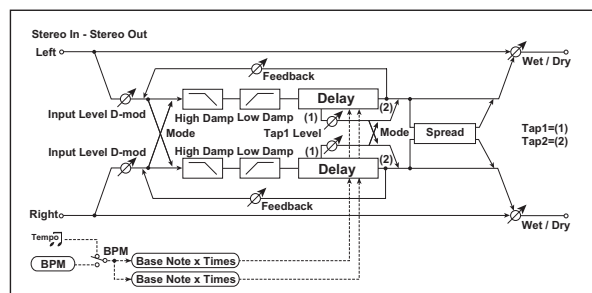 Stereo In - Stereo Out
Left
Wet / Dry
Feedback
Input Level D-mod
High Damp Low Damp
Delay
(1)
(2)
Mode
Tap1 Level
Mode
Spread
Tap1=(1)
Tap2=(2)
Input Level D-mod
High Damp Low Damp
(1)
Delay
(2)
Feedback
Right
Wet / Dry
Tempo
BPM
BPM
Base Note x Times
Base Note x Times